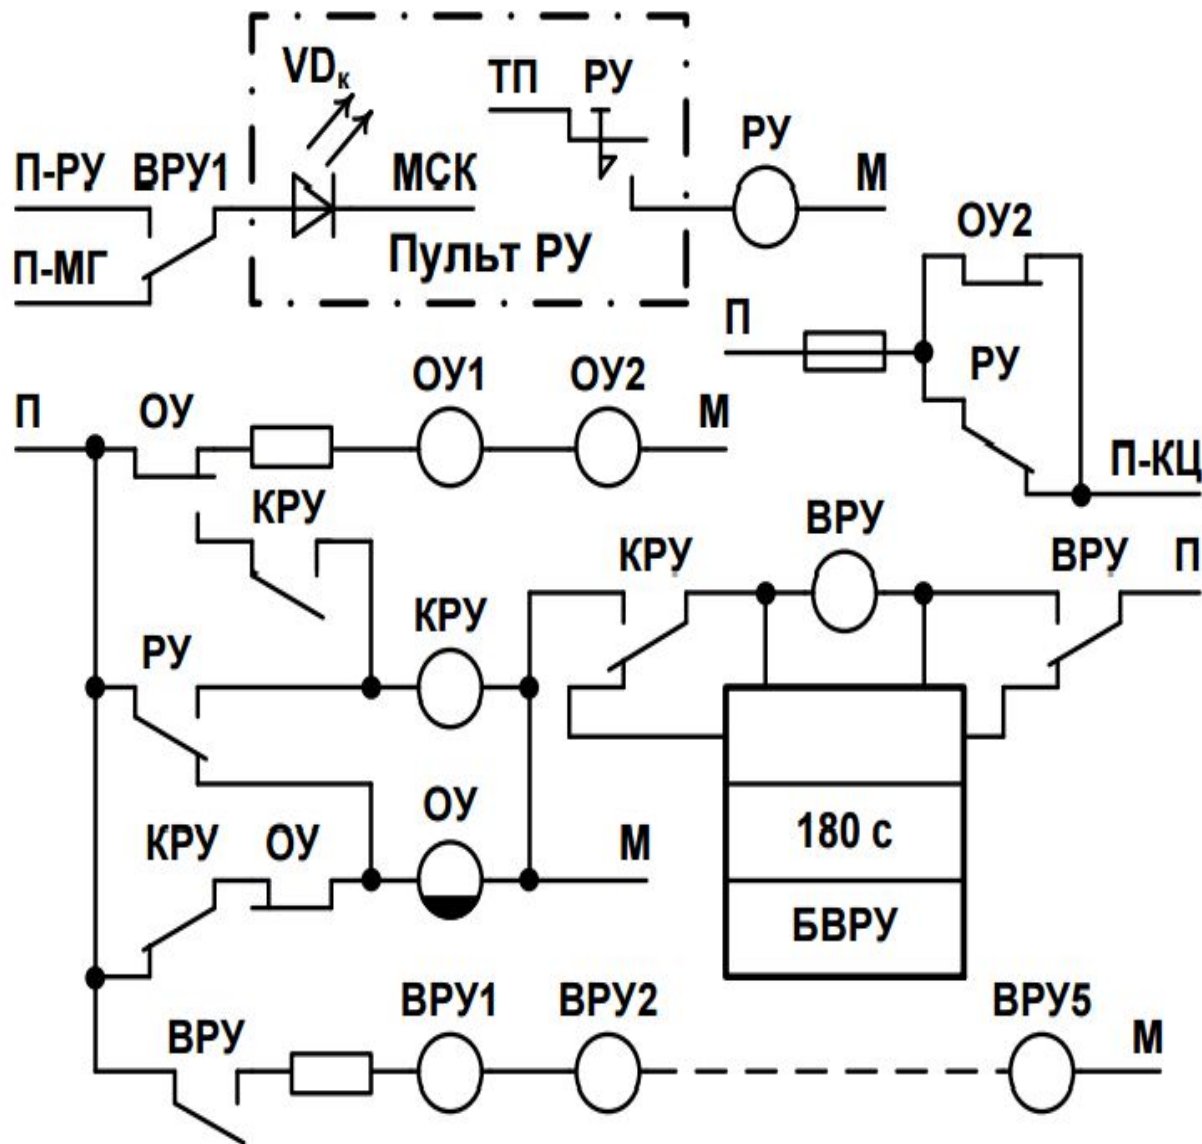 VDк
ТП РУ
РУ
П-РУ ВРУ1 МСК М
П-МГ Пульт РУ
ОУ2
П РУ
ОУ1 ОУ2
П ОУ М
П-КЦ
КРУ ВРУ
КРУ ВРУ П
КРУ
РУ
ОУ
КРУ ОУ М
180 с
БВРУ
ВРУ1 ВРУ2 ВРУ5
ВРУ М